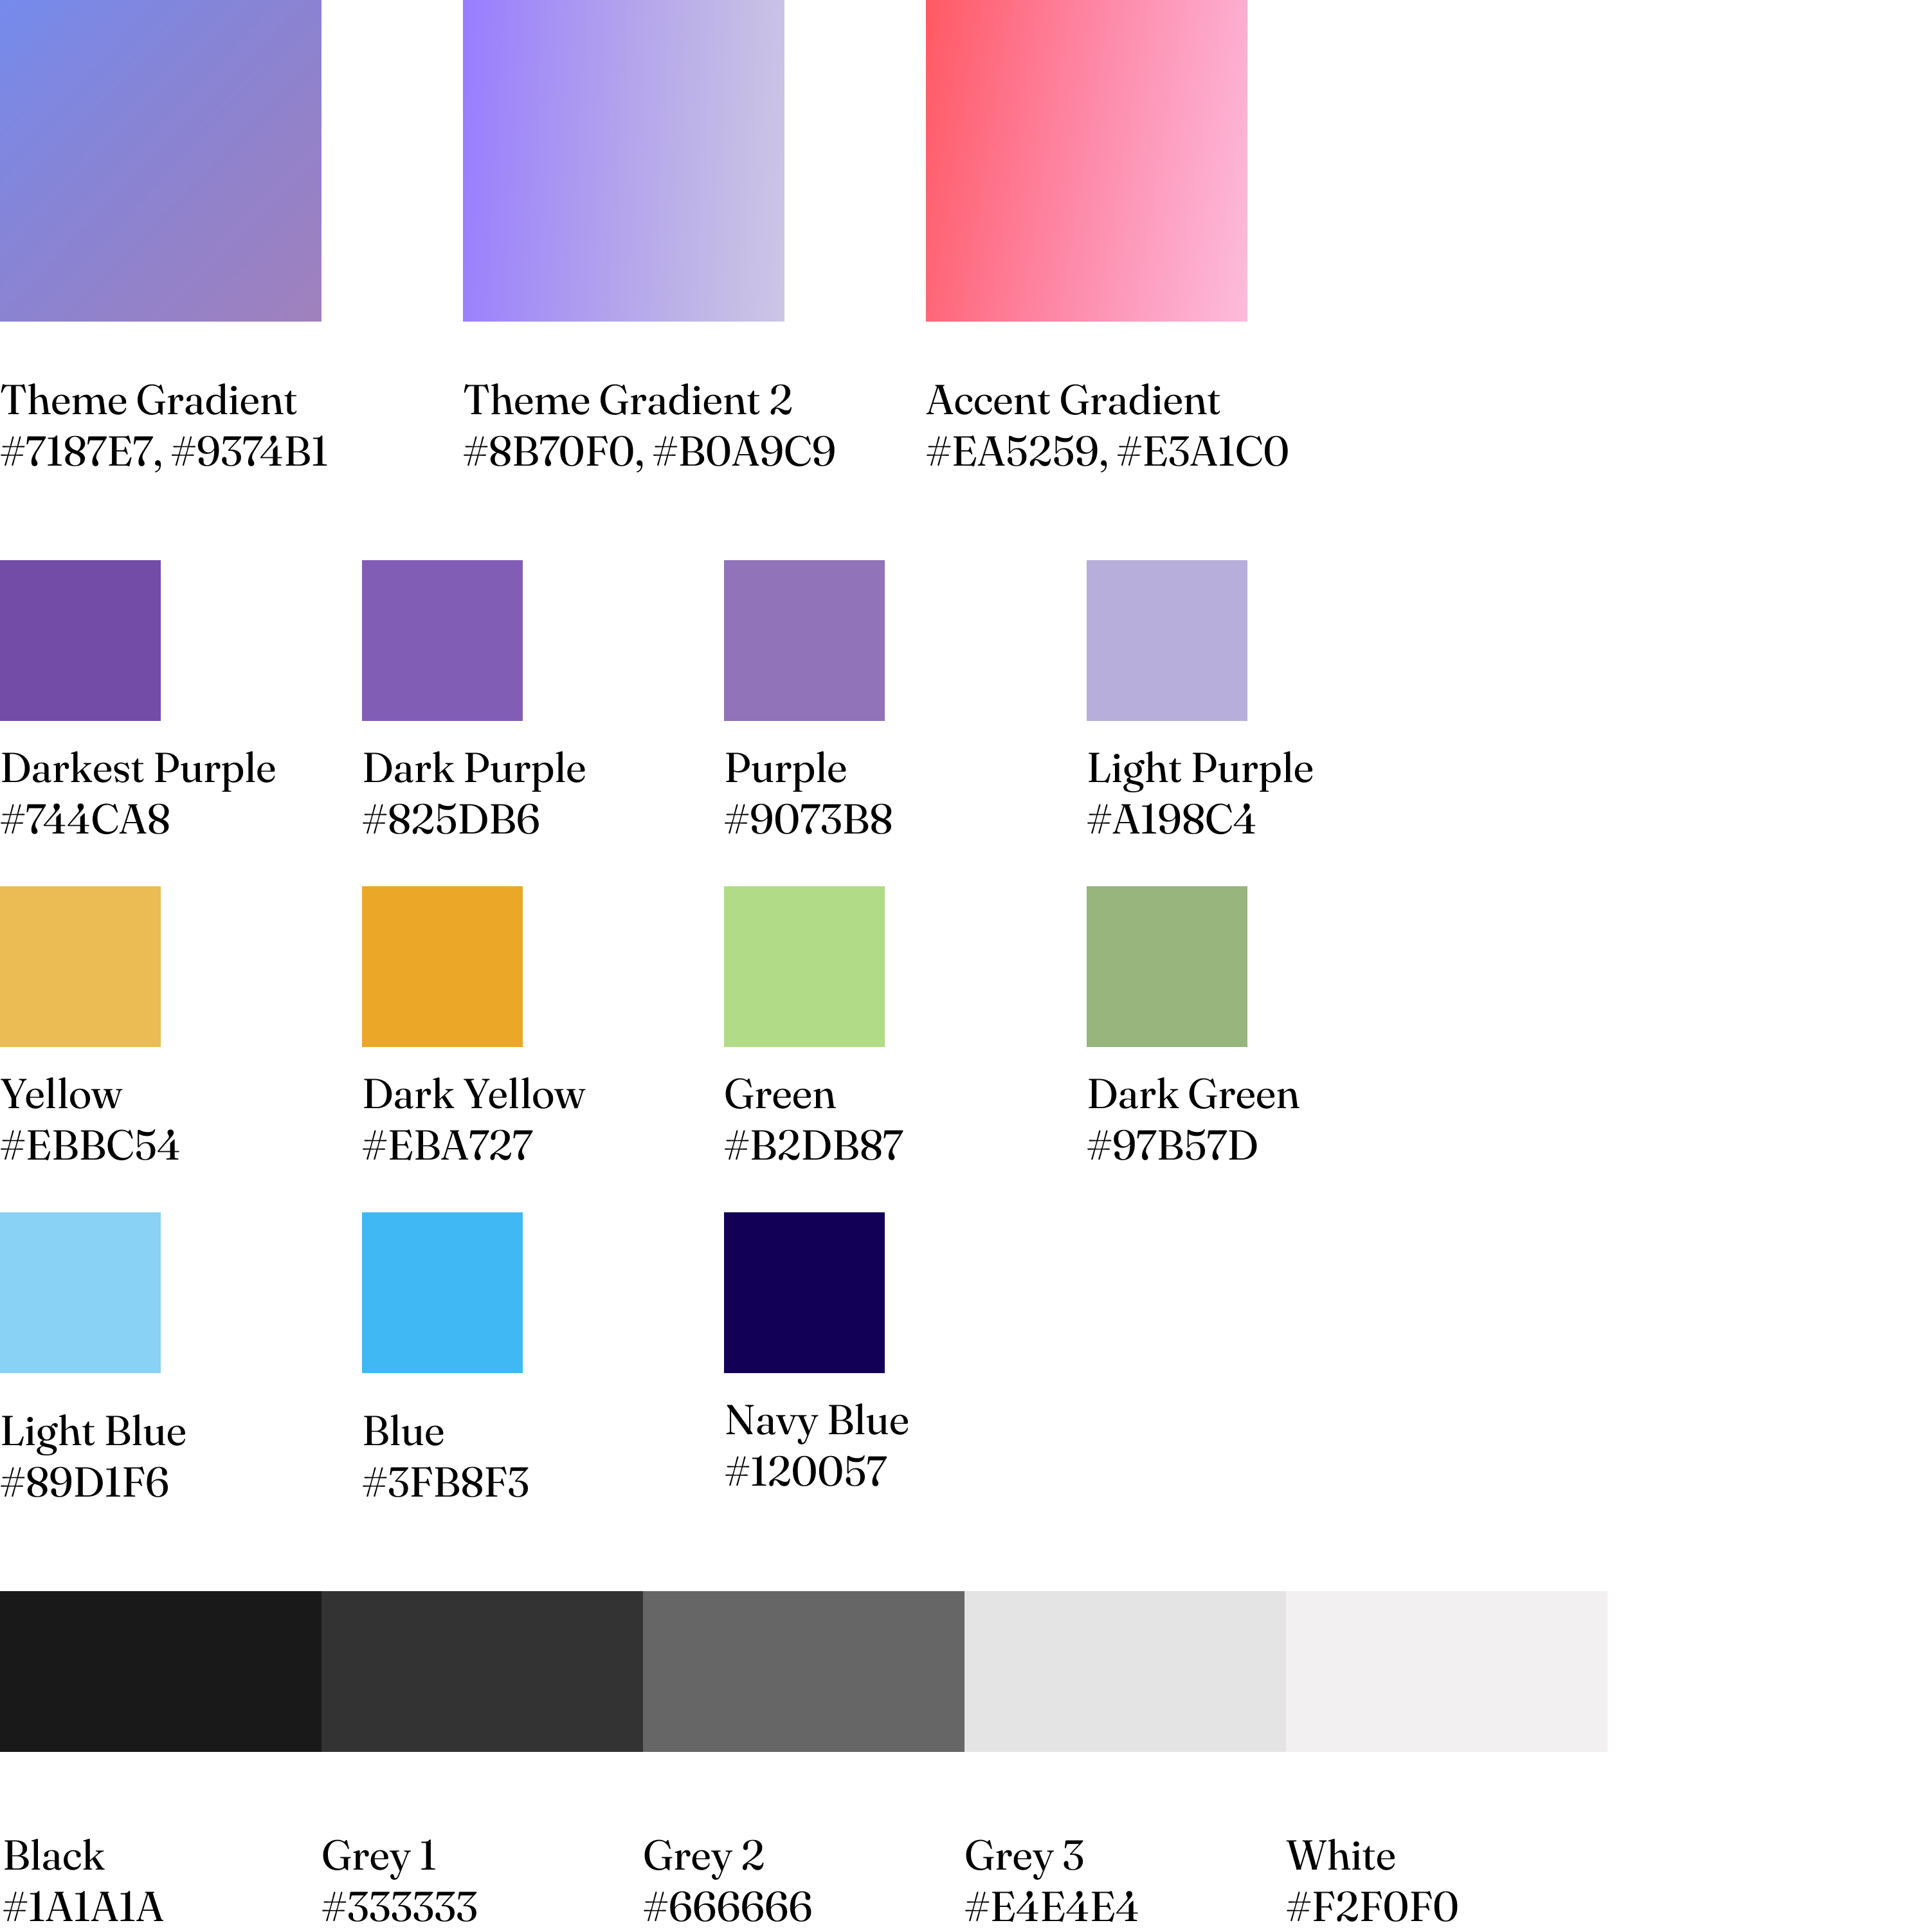 Theme Gradient
#7187E7, #9374B1
Theme Gradient 2
#8B70F0, #B0A9C9
Accent Gradient
#EA5259, #E3A1C0
Darkest Purple
#744CA8
Dark Purple
#825DB6
Purple
#9073B8
Light Purple
#A198C4
Yellow
#EBBC54
Dark Yellow
#EBA727
Green
#B2DB87
Dark Green
#97B57D
Light Blue
#89D1F6
Blue
#3FB8F3
Navy Blue
#120057
Black
#1A1A1A
Grey 1
#333333
Grey 2
#666666
Grey 3
#E4E4E4
White
#F2F0F0